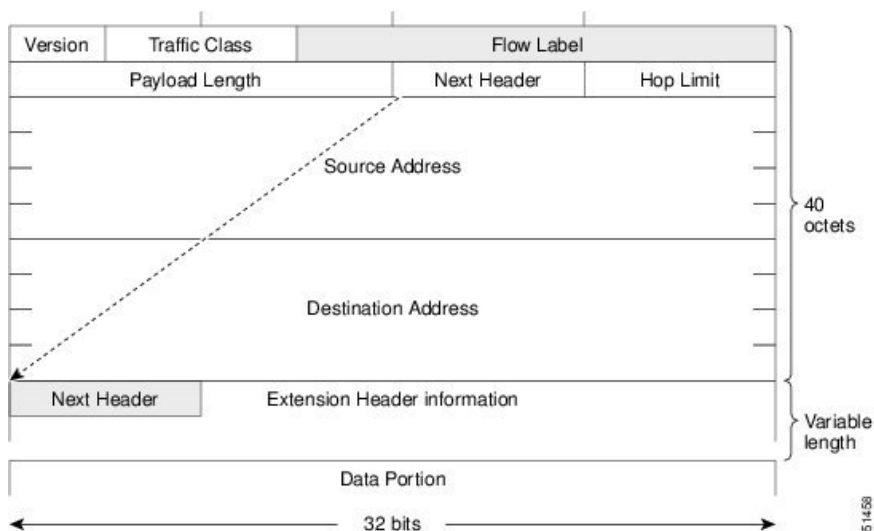 Version Traffic Class Flow Label
Payload Length Next Header Hop Limit
Source Address
40
octets
Destination Address
Next Header Extension Header information
Variable
length
Data Portion
32 bits
51458